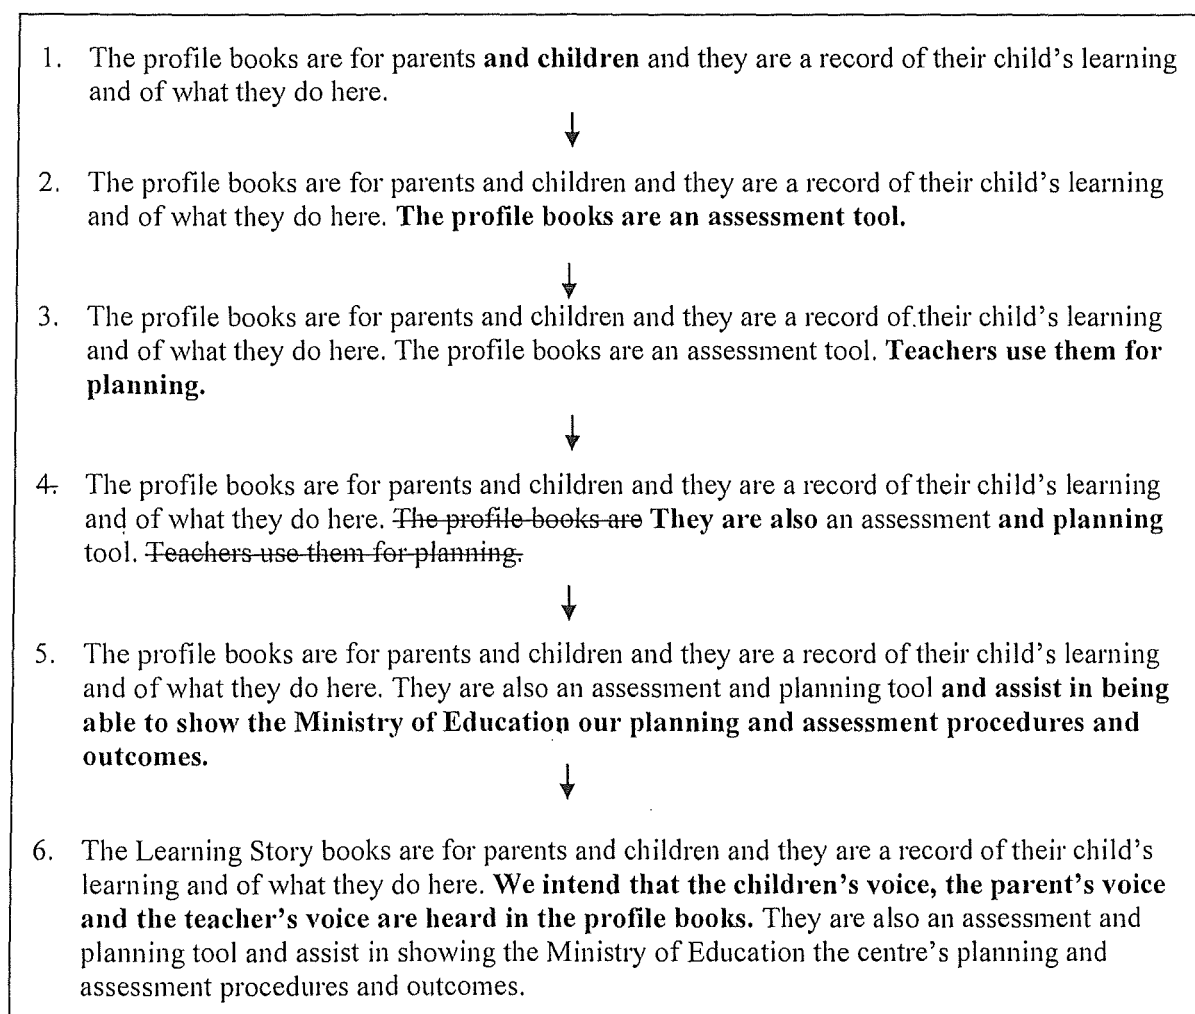 1. The profile books are for parents and children and they are a record of their child's learning
and of what they do here.
2. The profile books are for parents and children and they are a record of their child's learning
and of what they do here. The profile books are an assessment tool.
3. The profile books are for parents and children and they are a record of their child's learning
and of what they do here. The profile books are an assessment tool. Teachers use them for
planning.
4. The profile books are for parents and children and they are a record of their child's learning
and of what they do here. The profile books are They are also an assessment and planning
tool. Teachers use them for planning.
5. The profile books are for parents and children and they are a record of their child's learning
and of what they do here. They are also an assessment and planning tool and assist in being
able to show the Ministry of Education our planning and assessment procedures and
outcomes.
6. The Learning Story books are for parents and children and they are a record of their child's
learning and of what they do here. We intend that the children's voice, the parent's voice
and the teacher's voice are heard in the profile books. They are also an assessment and
planning tool and assist in showing the Ministry of Education the centre's planning and
assessment procedures and outcomes.